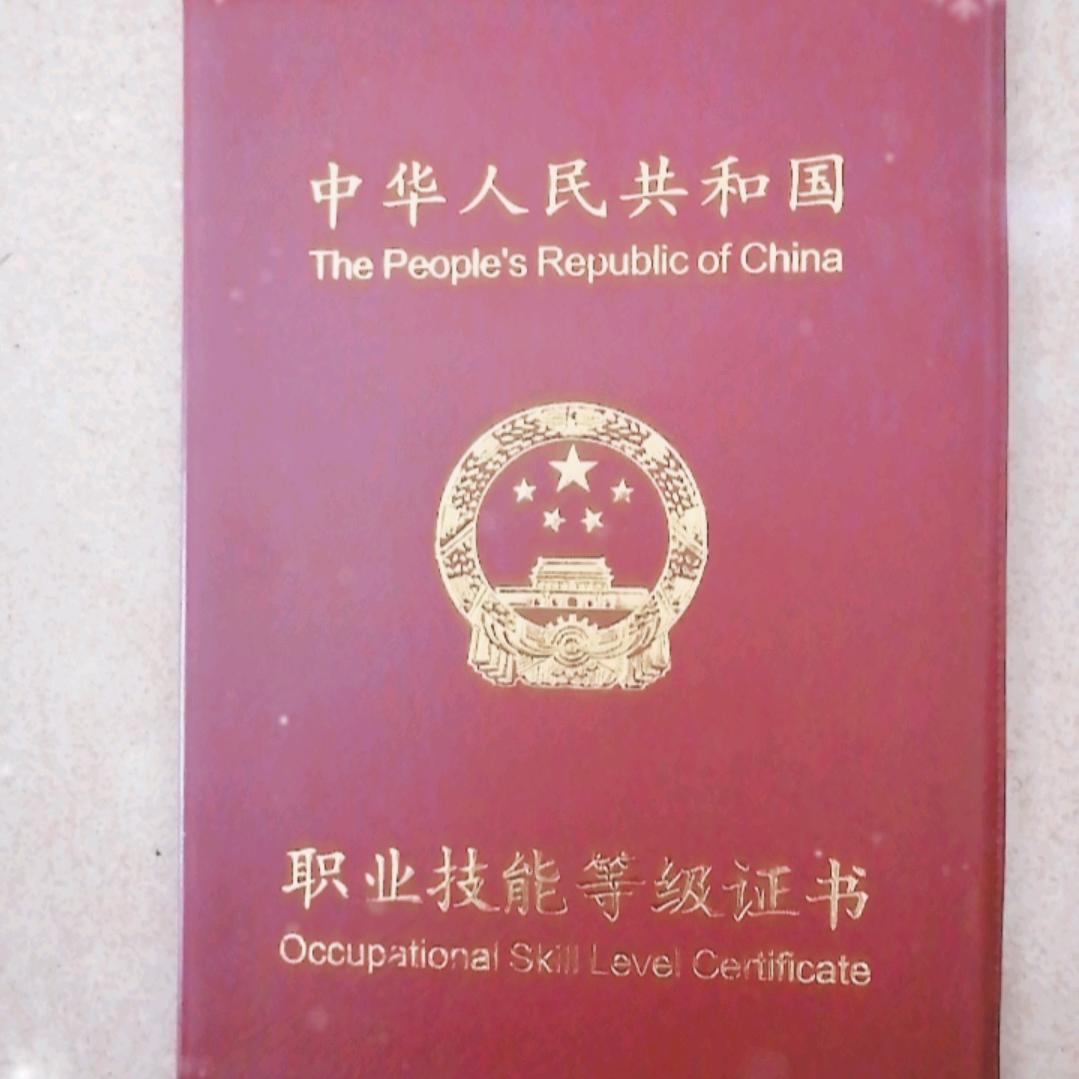 中华人民共和国
The People's Republic of China
职业技能等级证书
Occupational Skill Level Certificate